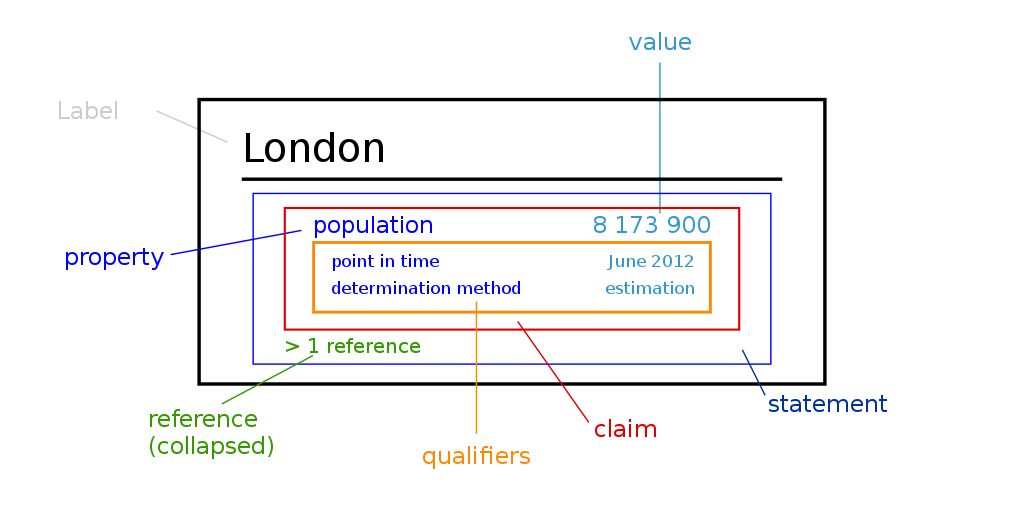 value
Label
London
population 8 173 900
property
point in time June 2012
determination method estimation
> 1 reference
statement
reference
(collapsed)
claim
qualifiers